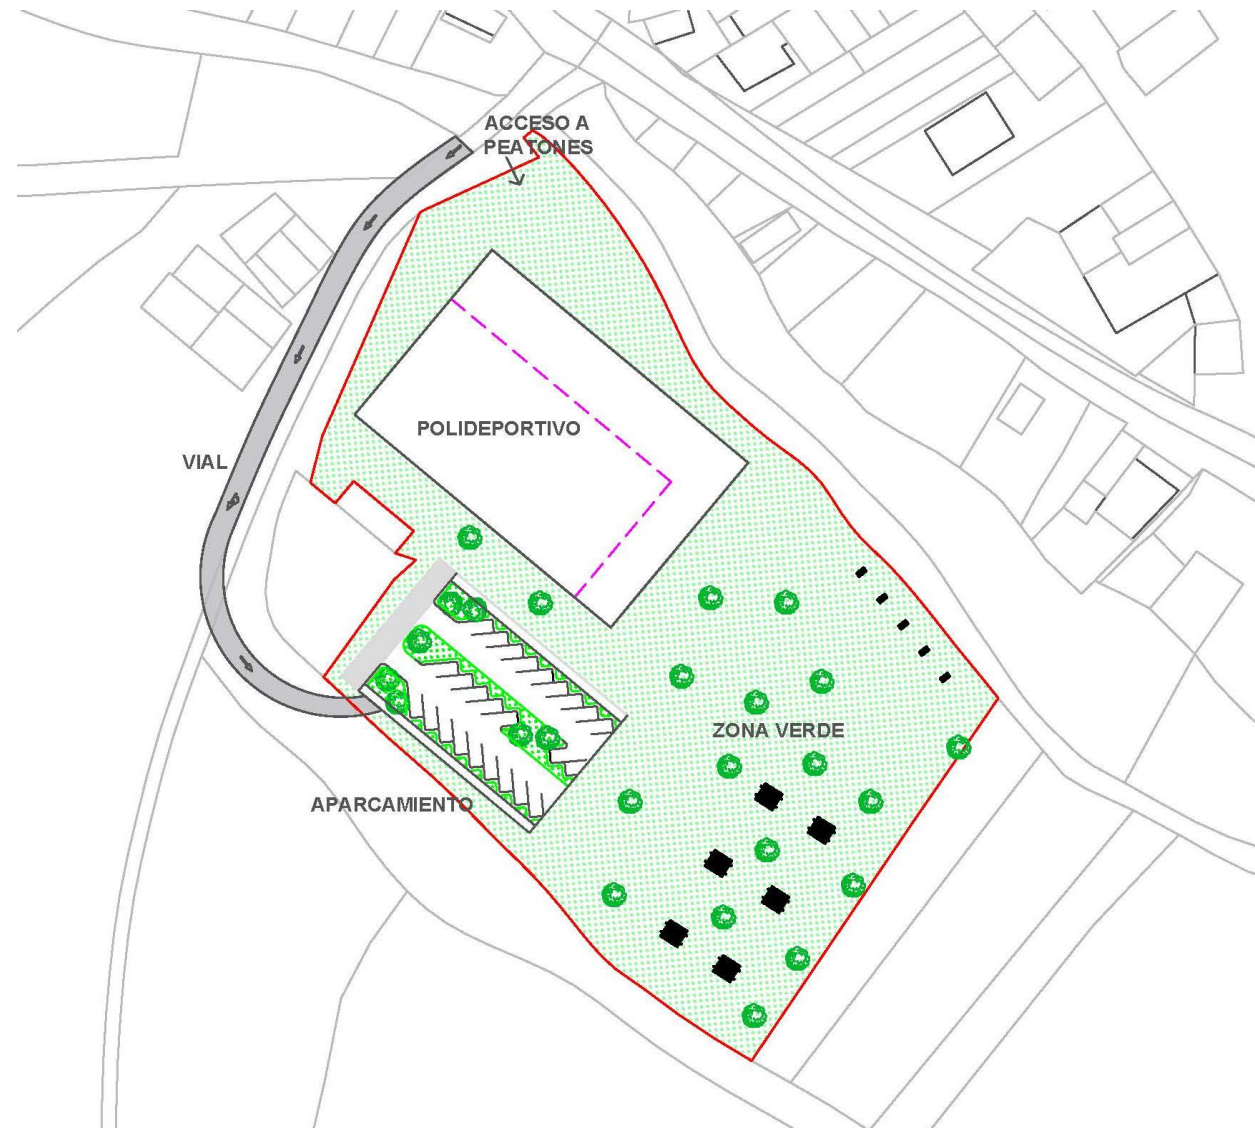 ACCESO A
PEATONES
POLIDEPORTIVO
VIAL
ZONA VERDE
APARCAMIENTO